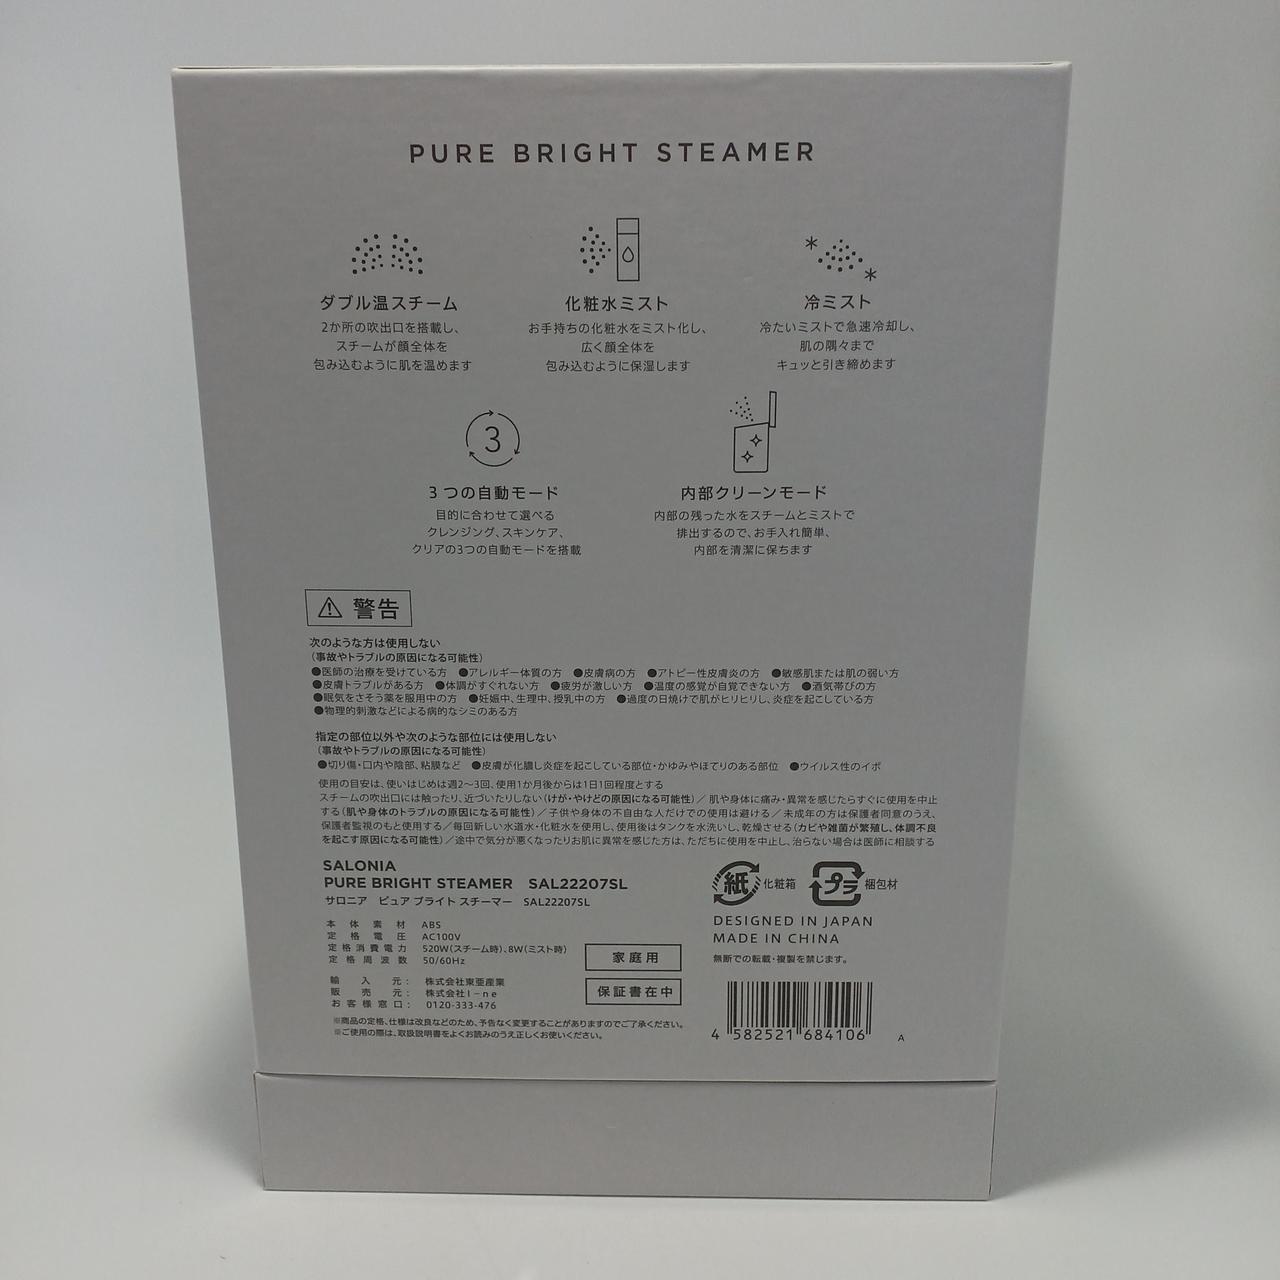 PURE BRIGHT STEAMER
ダブル温スチーム
2か所の吹出口を搭載し、
スチームが顔全体を
包み込むように肌を温めます
化粧水ミスト
お手持ちの化粧水をミスト化し、
広く顔全体を
包み込むように保湿します
冷ミスト
冷たいミストで急速冷却し、
肌の隅々まで
キュッと引き締めます
3
3つの自動モード
目的に合わせて選べる
クレンジング、スキンケア、
クリアの3つの自動モードを搭載
内部クリーンモード
内部の残った水をスチームとミストで
排出するので、お手入れ簡単、
内部を清潔に保ちます
警告
次のような方は使用しない
(事故やトラブルの原因になる可能性)
●医師の治療を受けている方 ●アレルギー体質の方 ●皮膚病の方 ●アトピー性皮膚炎の方 ●敏感肌または肌の弱い方
●皮膚トラブルがある方 ●体調がすぐれない方 ●疲労が激しい方 ●温度の感覚が自覚できない方 ●酒気帯びの方
●眠気をさそう薬を服用中の方 ●妊娠中、生理中、授乳中の方 ●過度の日焼けで肌がヒリヒリし、炎症を起こしている方
●物理的刺激などによる病的なシミのある方
指定の部位以外や次のような部位には使用しない
(事故やトラブルの原因になる可能性)
●切り傷・口内や陰部、粘膜など ●皮膚が化膿し炎症を起こしている部位・かゆみやほてりのある部位 ●ウイルス性のイボ
使用の目安は、使いはじめは週2〜3回、使用1か月後からは1日1回程度とする
スチームの吹出口には触ったり、近づいたりしない(けが・やけどの原因になる可能性)／肌や身体に痛み・異常を感じたらすぐに使用を中止
する(肌や身体のトラブルの原因になる可能性)／子供や身体の不自由な人だけでの使用は避ける／未成年の方は保護者同意のうえ、
保護者監視のもと使用する／毎回新しい水道水・化粧水を使用し、使用後はタンクを水洗いし、乾燥させる(カビや雑菌が繁殖し、体調不良
を起こす原因になる可能性)／途中で気分が悪くなったりお肌に異常を感じた方は、ただちに使用を中止し、治らない場合は医師に相談する
SALONIA
PURE BRIGHT STEAMER SAL22207SL
サロニア ピュア ブライト スチーマー SAL22207SL
本体素材 ABS
定格電圧 AC100V
定格消費電力 520W(スチーム時)、8W(ミスト時)
定格周波数 50/60Hz
輸入元: 株式会社東亜産業
販売元: 株式会社I-ne
お客様窓口: 0120-333-476
※商品の定格、仕様は改良などのため、予告なく変更することがありますのでご了承ください。
※ご使用の際は、取扱説明書をよくお読みのうえ正しくお使いください。
家庭用
保証書在中
紙 化粧箱 プラ 梱包材
DESIGNED IN JAPAN
MADE IN CHINA
無断での転載・複製を禁じます。
4 582521 684106 A